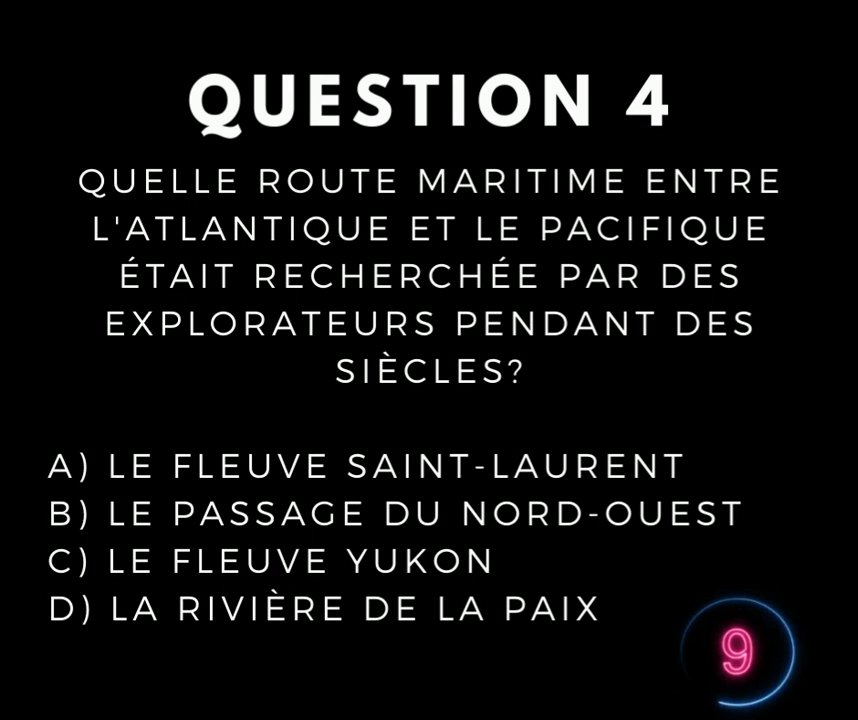 QUESTION 4
QUELLE ROUTE MARITIME ENTRE
L'ATLANTIQUE ET LE PACIFIQUE
ÉTAIT RECHERCHÉE PAR DES
EXPLORATEURS PENDANT DES
SIÈCLES?
A) LE FLEUVE SAINT-LAURENT
B) LE PASSAGE DU NORD-OUEST
C) LE FLEUVE YUKON
D) LA RIVIÈRE DE LA PAIX
9